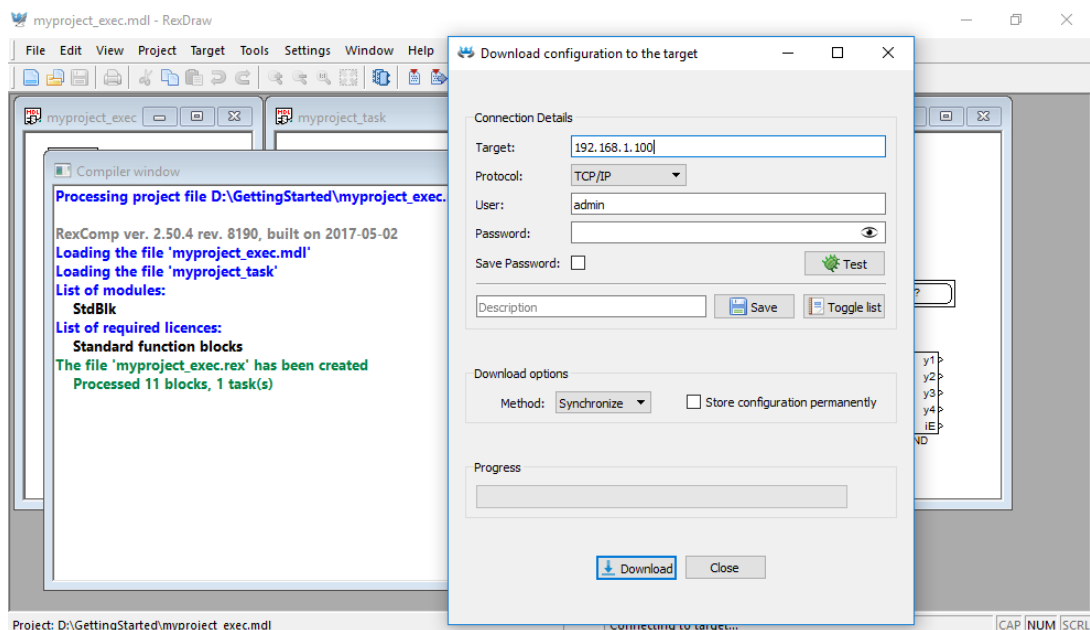 myproject_exec.mdl - RexDraw
File Edit View Project Target Tools Settings Window Help
myproject_exec
myproject_task
Compiler window
Processing project file D:\GettingStarted\myproject_exec.
RexComp ver. 2.50.4 rev. 8190, built on 2017-05-02
Loading the file 'myproject_exec.mdl'
Loading the file 'myproject_task'
List of modules:
StdBlk
List of required licences:
Standard function blocks
The file 'myproject_exec.rex' has been created
Processed 11 blocks, 1 task(s)
Download configuration to the target
Connection Details
Target: 192.168.1.100
Protocol: TCP/IP
User: admin
Password:
Save Password: Test
Description Save Toggle list
Download options
Method: Synchronize Store configuration permanently
Progress
Download Close
?
y1
y2
y3
y4
iE
ND
Project: D:\GettingStarted\myproject_exec.mdl
Connecting to target...
CAP NUM SCRL